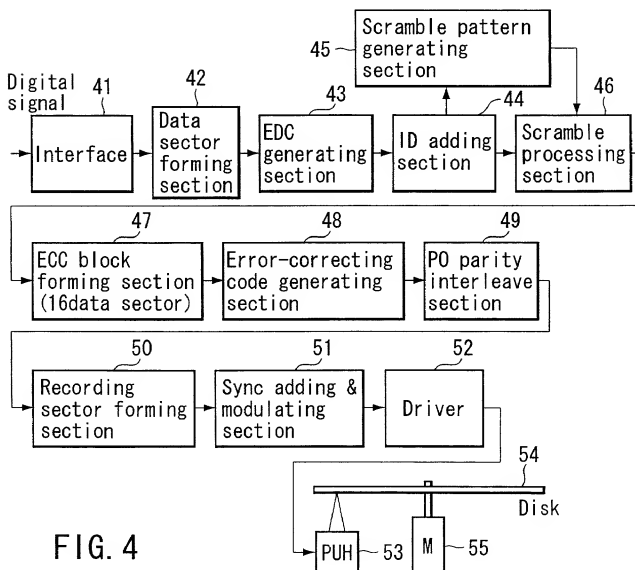 45
Scramble pattern
generating
section
Digital
signal
41
Interface
42
Data
sector
forming
section
43
EDC
generating
section
44
ID adding
section
46
Scramble
processing
section
47
ECC block
forming section
(16data sector)
48
Error-correcting
code generating
section
49
PO parity
interleave
section
50
Recording
sector forming
section
51
Sync adding &
modulating
section
52
Driver
54
Disk
PUH
53
M
55
FIG. 4